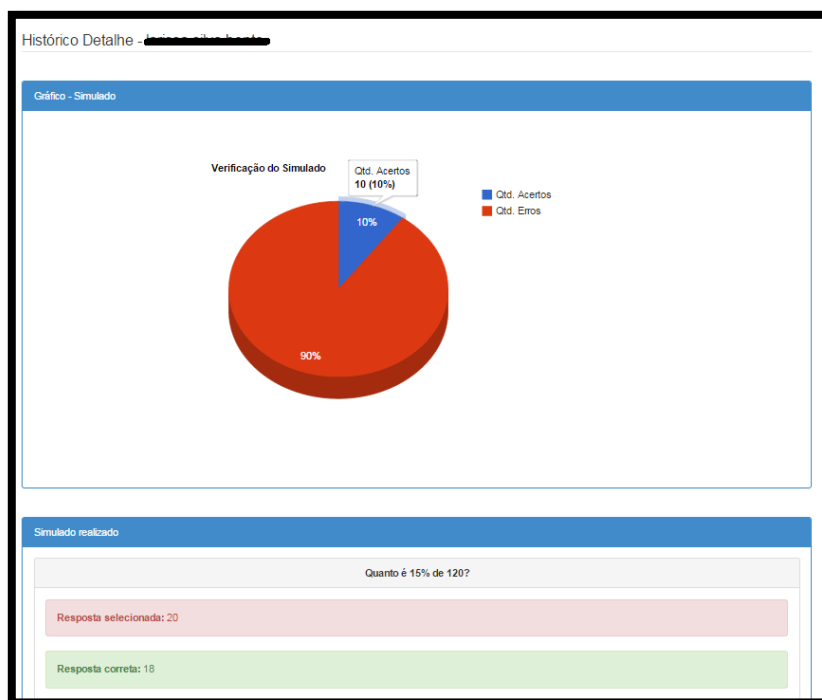 Histórico Detalhe -
Gráfico - Simulado
Verificação do Simulado
Qtd. Acertos
10 (10%)
Qtd. Acertos
Qtd. Erros
10%
90%
Simulado realizado
Quanto é 15% de 120?
Resposta selecionada: 20
Resposta correta: 18